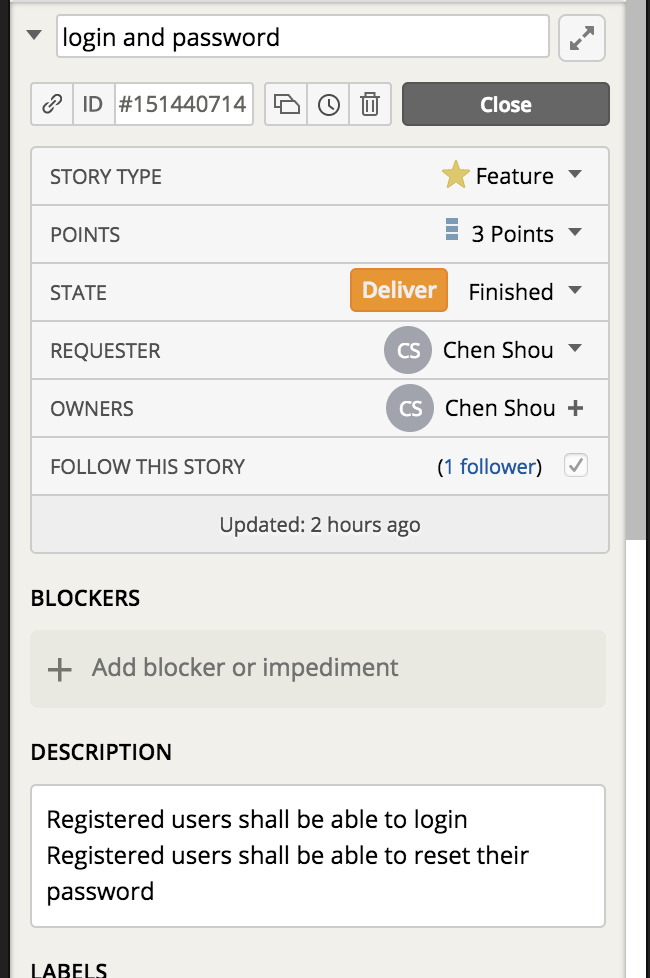 login and password
ID #151440714 Close
STORY TYPE Feature
POINTS 3 Points
STATE Deliver Finished
REQUESTER CS Chen Shou
OWNERS CS Chen Shou
FOLLOW THIS STORY (1 follower)
Updated: 2 hours ago
BLOCKERS
Add blocker or impediment
DESCRIPTION
Registered users shall be able to login
Registered users shall be able to reset their
password
LABELS